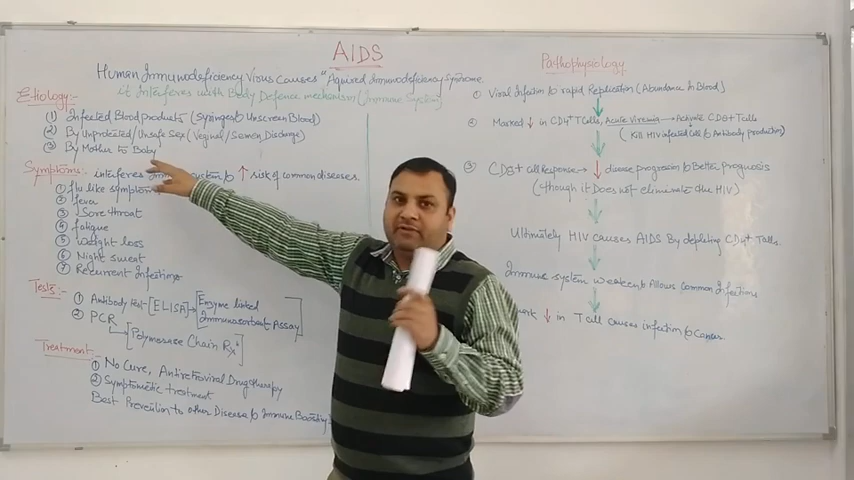 AIDS
Human Immunodeficiency Virus Causes "Aquired Immunodeficiency Syndrome
it Interferes with Body Defence mechanism (Immune System)
Etiology:-
① Infected Blood products (Syringes + Unscreen Blood)
② By Unprotected/Unsafe Sex (Veginal/Semen Discharge)
③ By Mother to Baby
Symptoms:- interferes Immune system ↑ risk of common diseases.
① flu like symptoms
② fever
③ Sore throat
④ fatigue
⑤ Weight loss
⑥ Night sweat
⑦ Recurrent Infections
Tests:-
① Antibody test - [ELISA] → [Enzyme linked
Immunosorbent Assay]
② PCR
→ [Polymerase Chain Rxn]
Treatment:-
① No Cure, Antiretroviral Drug therapy
② Symptometic treatment
Best Prevention to other Disease Immune Boosting
Pathophysiology
① Viral Infection to rapid Replication (Abundance In Blood)
② Marked ↓ in CD4+ T Cells, Acute Viremia → Activate CD8+ T Cells
(Kill HIV infected Cell Antibody production)
③ CD8+ cell Response → ↓ disease progression Better Prognosis
(though it Does not eliminate the HIV)
Ultimately HIV causes AIDS By depleting CD4+ T cells.
Immune system weekens Allows Common Infections
↓ in T cell causes infection Cancer.